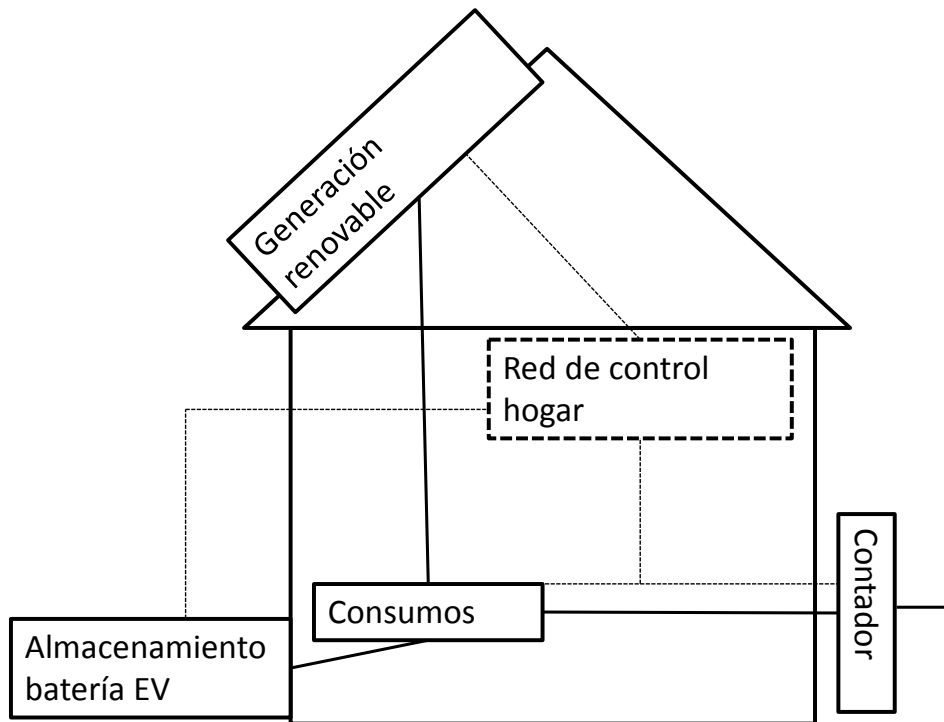 Generación
renovable
Red de control
hogar
Consumos
Contador
Almacenamiento
batería EV